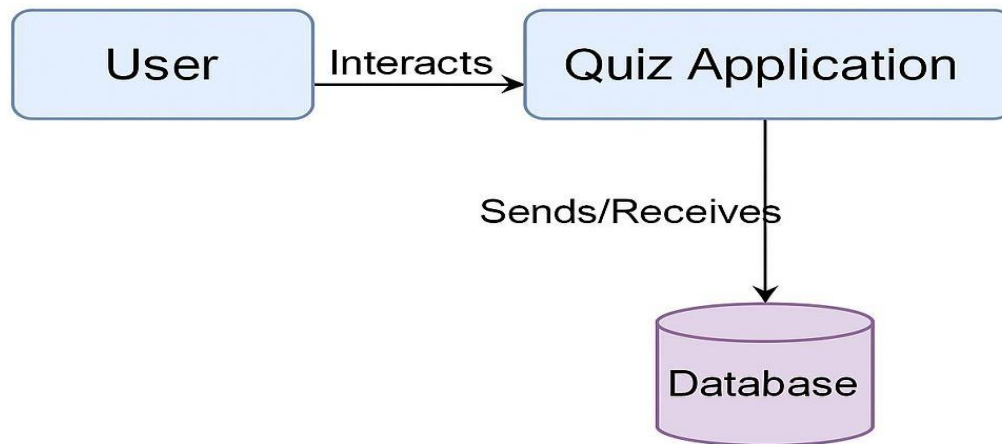 User
Interacts
Quiz Application
Sends/Receives
Database